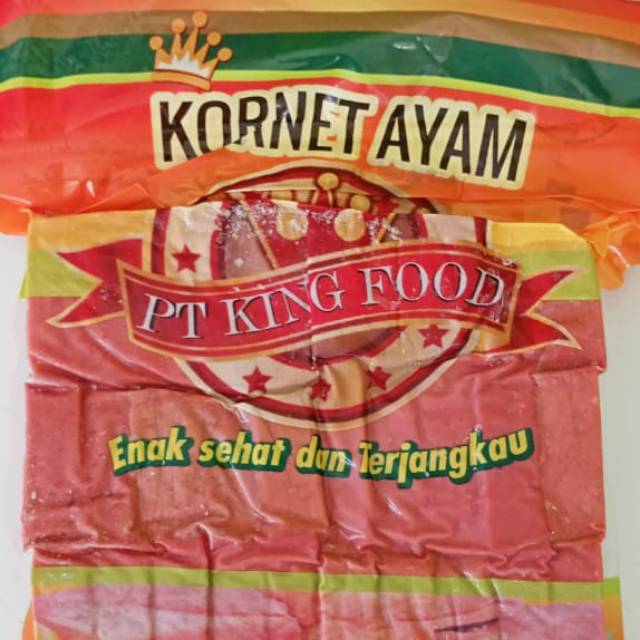 KORNET AYAM
PT KING FOOD
Enak sehat dan Terjangkau